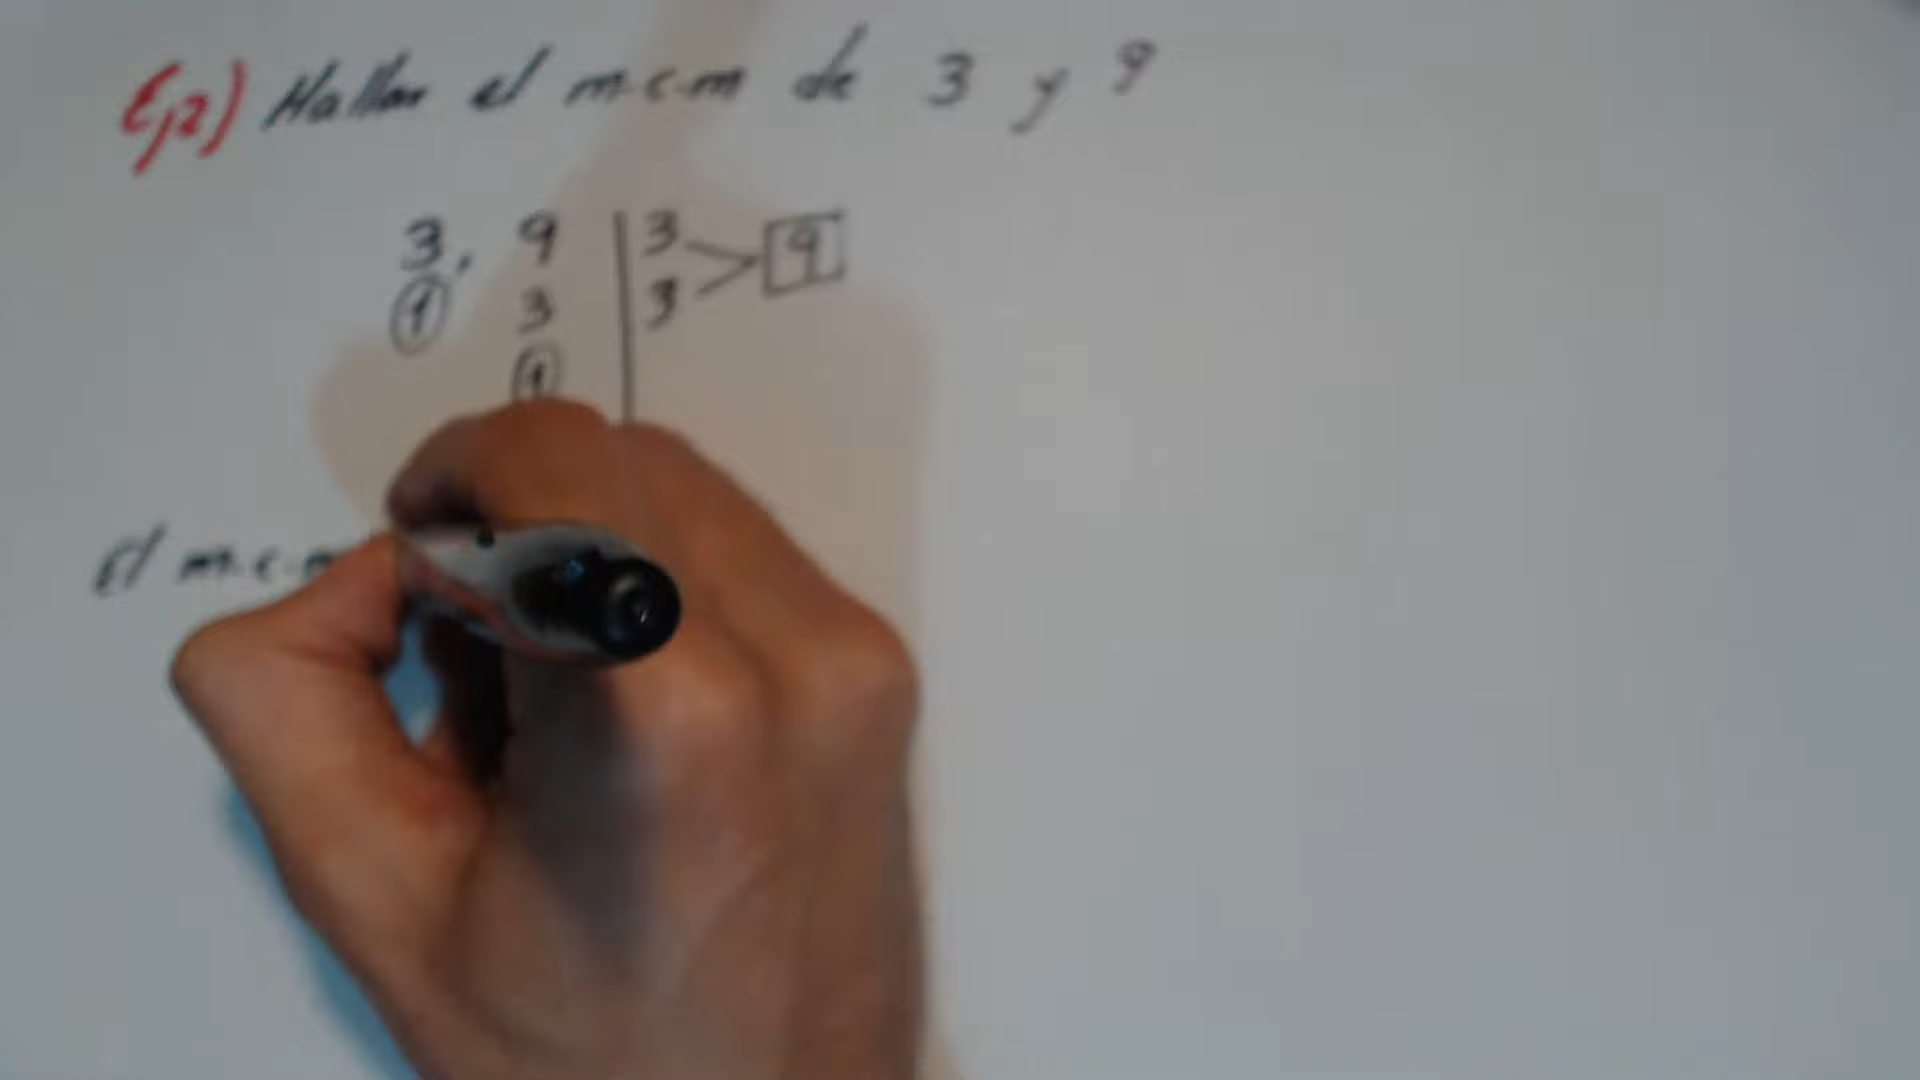 Ej2) Hallar el m.c.m de 3 y 9
3, 9 | 3
1 3 | 3 > 9
1
El m.c.m